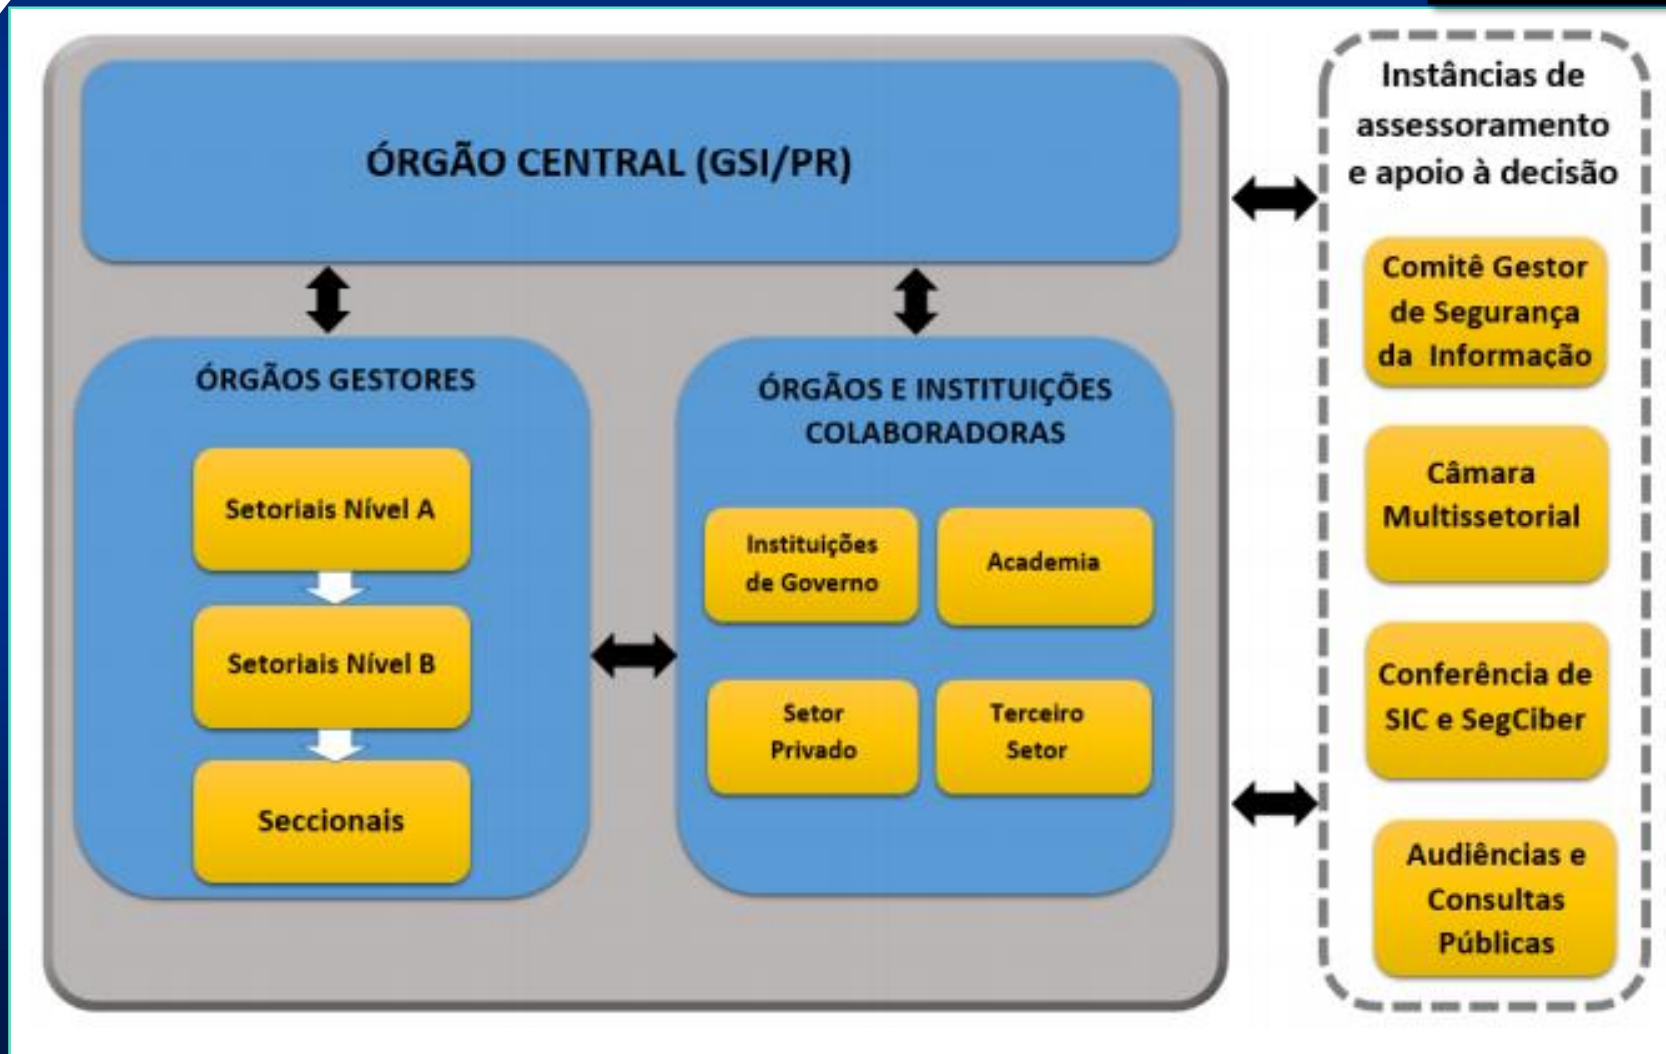 ÓRGÃO CENTRAL (GSI/PR)
ÓRGÃOS GESTORES
Setoriais Nível A
Setoriais Nível B
Seccionais
ÓRGÃOS E INSTITUIÇÕES
COLABORADORAS
Instituições
de Governo
Academia
Setor
Privado
Terceiro
Setor
Instâncias de
assessoramento
e apoio à decisão
Comitê Gestor
de Segurança
da Informação
Câmara
Multissetorial
Conferência de
SIC e SegCiber
Audiências e
Consultas
Públicas